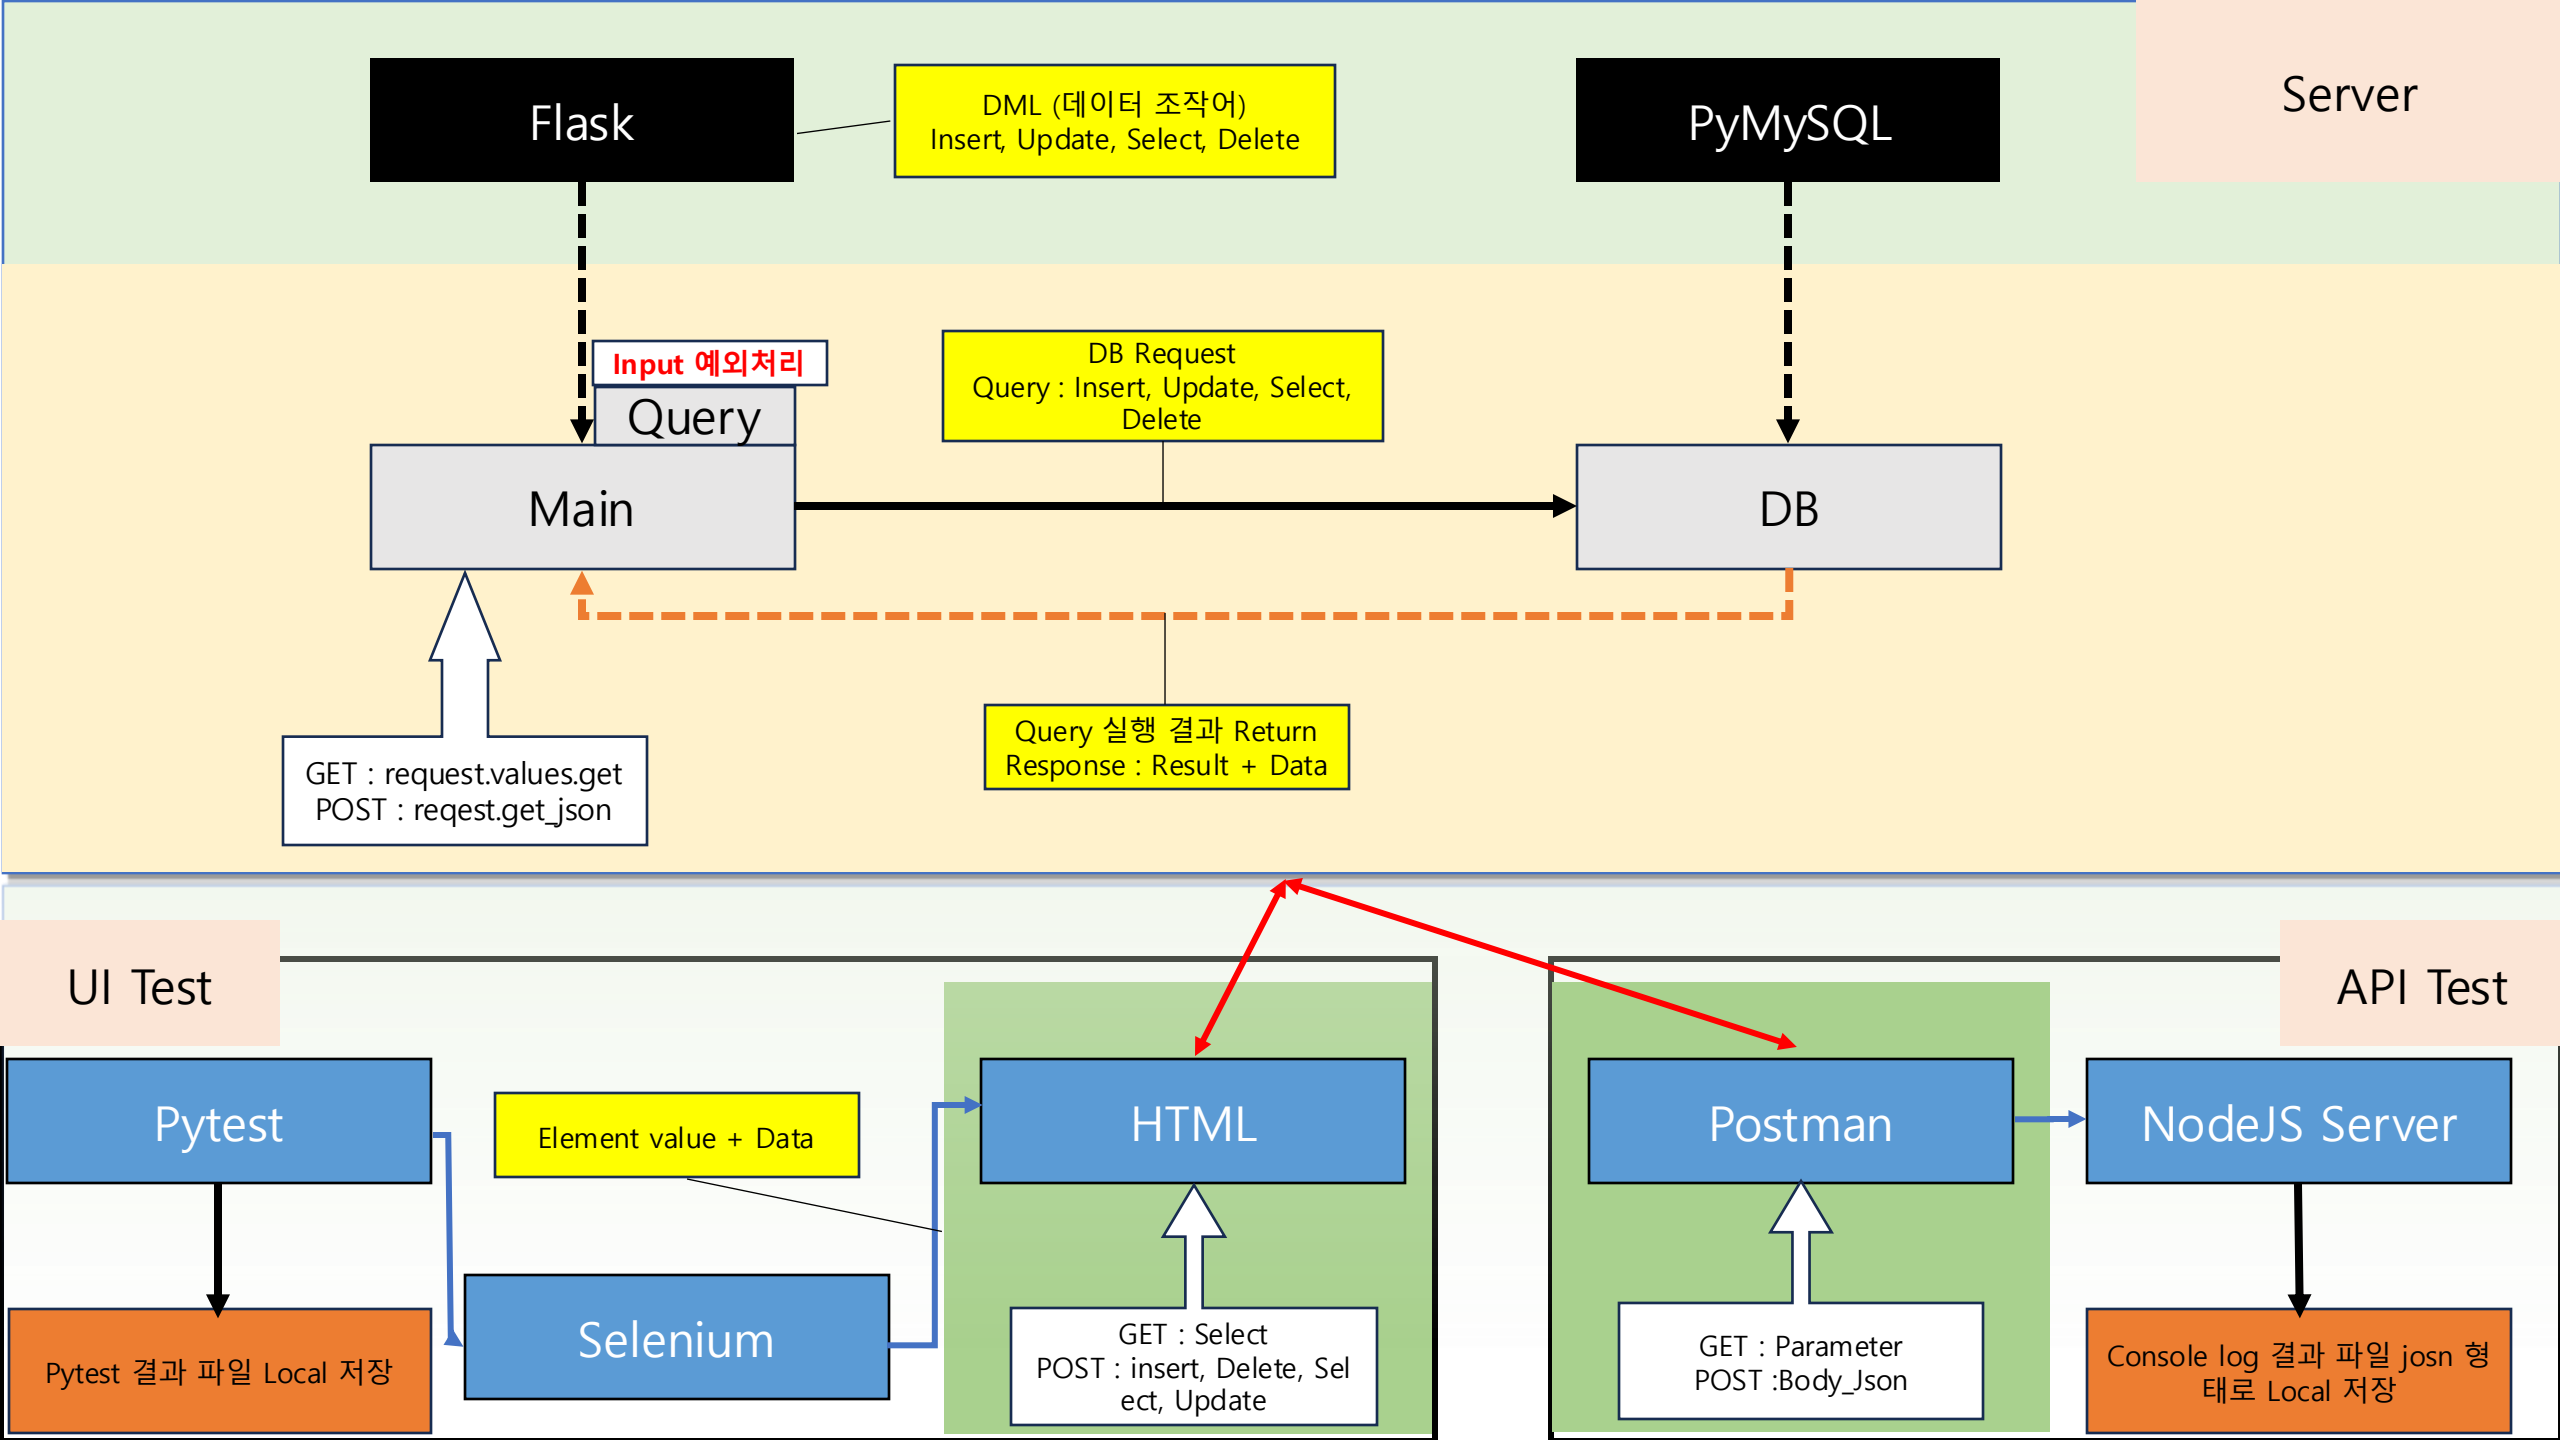 Server
Flask
DML (데이터 조작어)
Insert, Update, Select, Delete
PyMySQL
Input 예외처리
Query
Main
DB Request
Query : Insert, Update, Select,
Delete
DB
GET : request.values.get
POST : reqest.get_json
Query 실행 결과 Return
Response : Result + Data
UI Test
API Test
Pytest
Element value + Data
HTML
Postman
NodeJS Server
Selenium
Pytest 결과 파일 Local 저장
GET : Select
POST : insert, Delete, Sel
ect, Update
GET : Parameter
POST :Body_Json
Console log 결과 파일 josn 형
태로 Local 저장